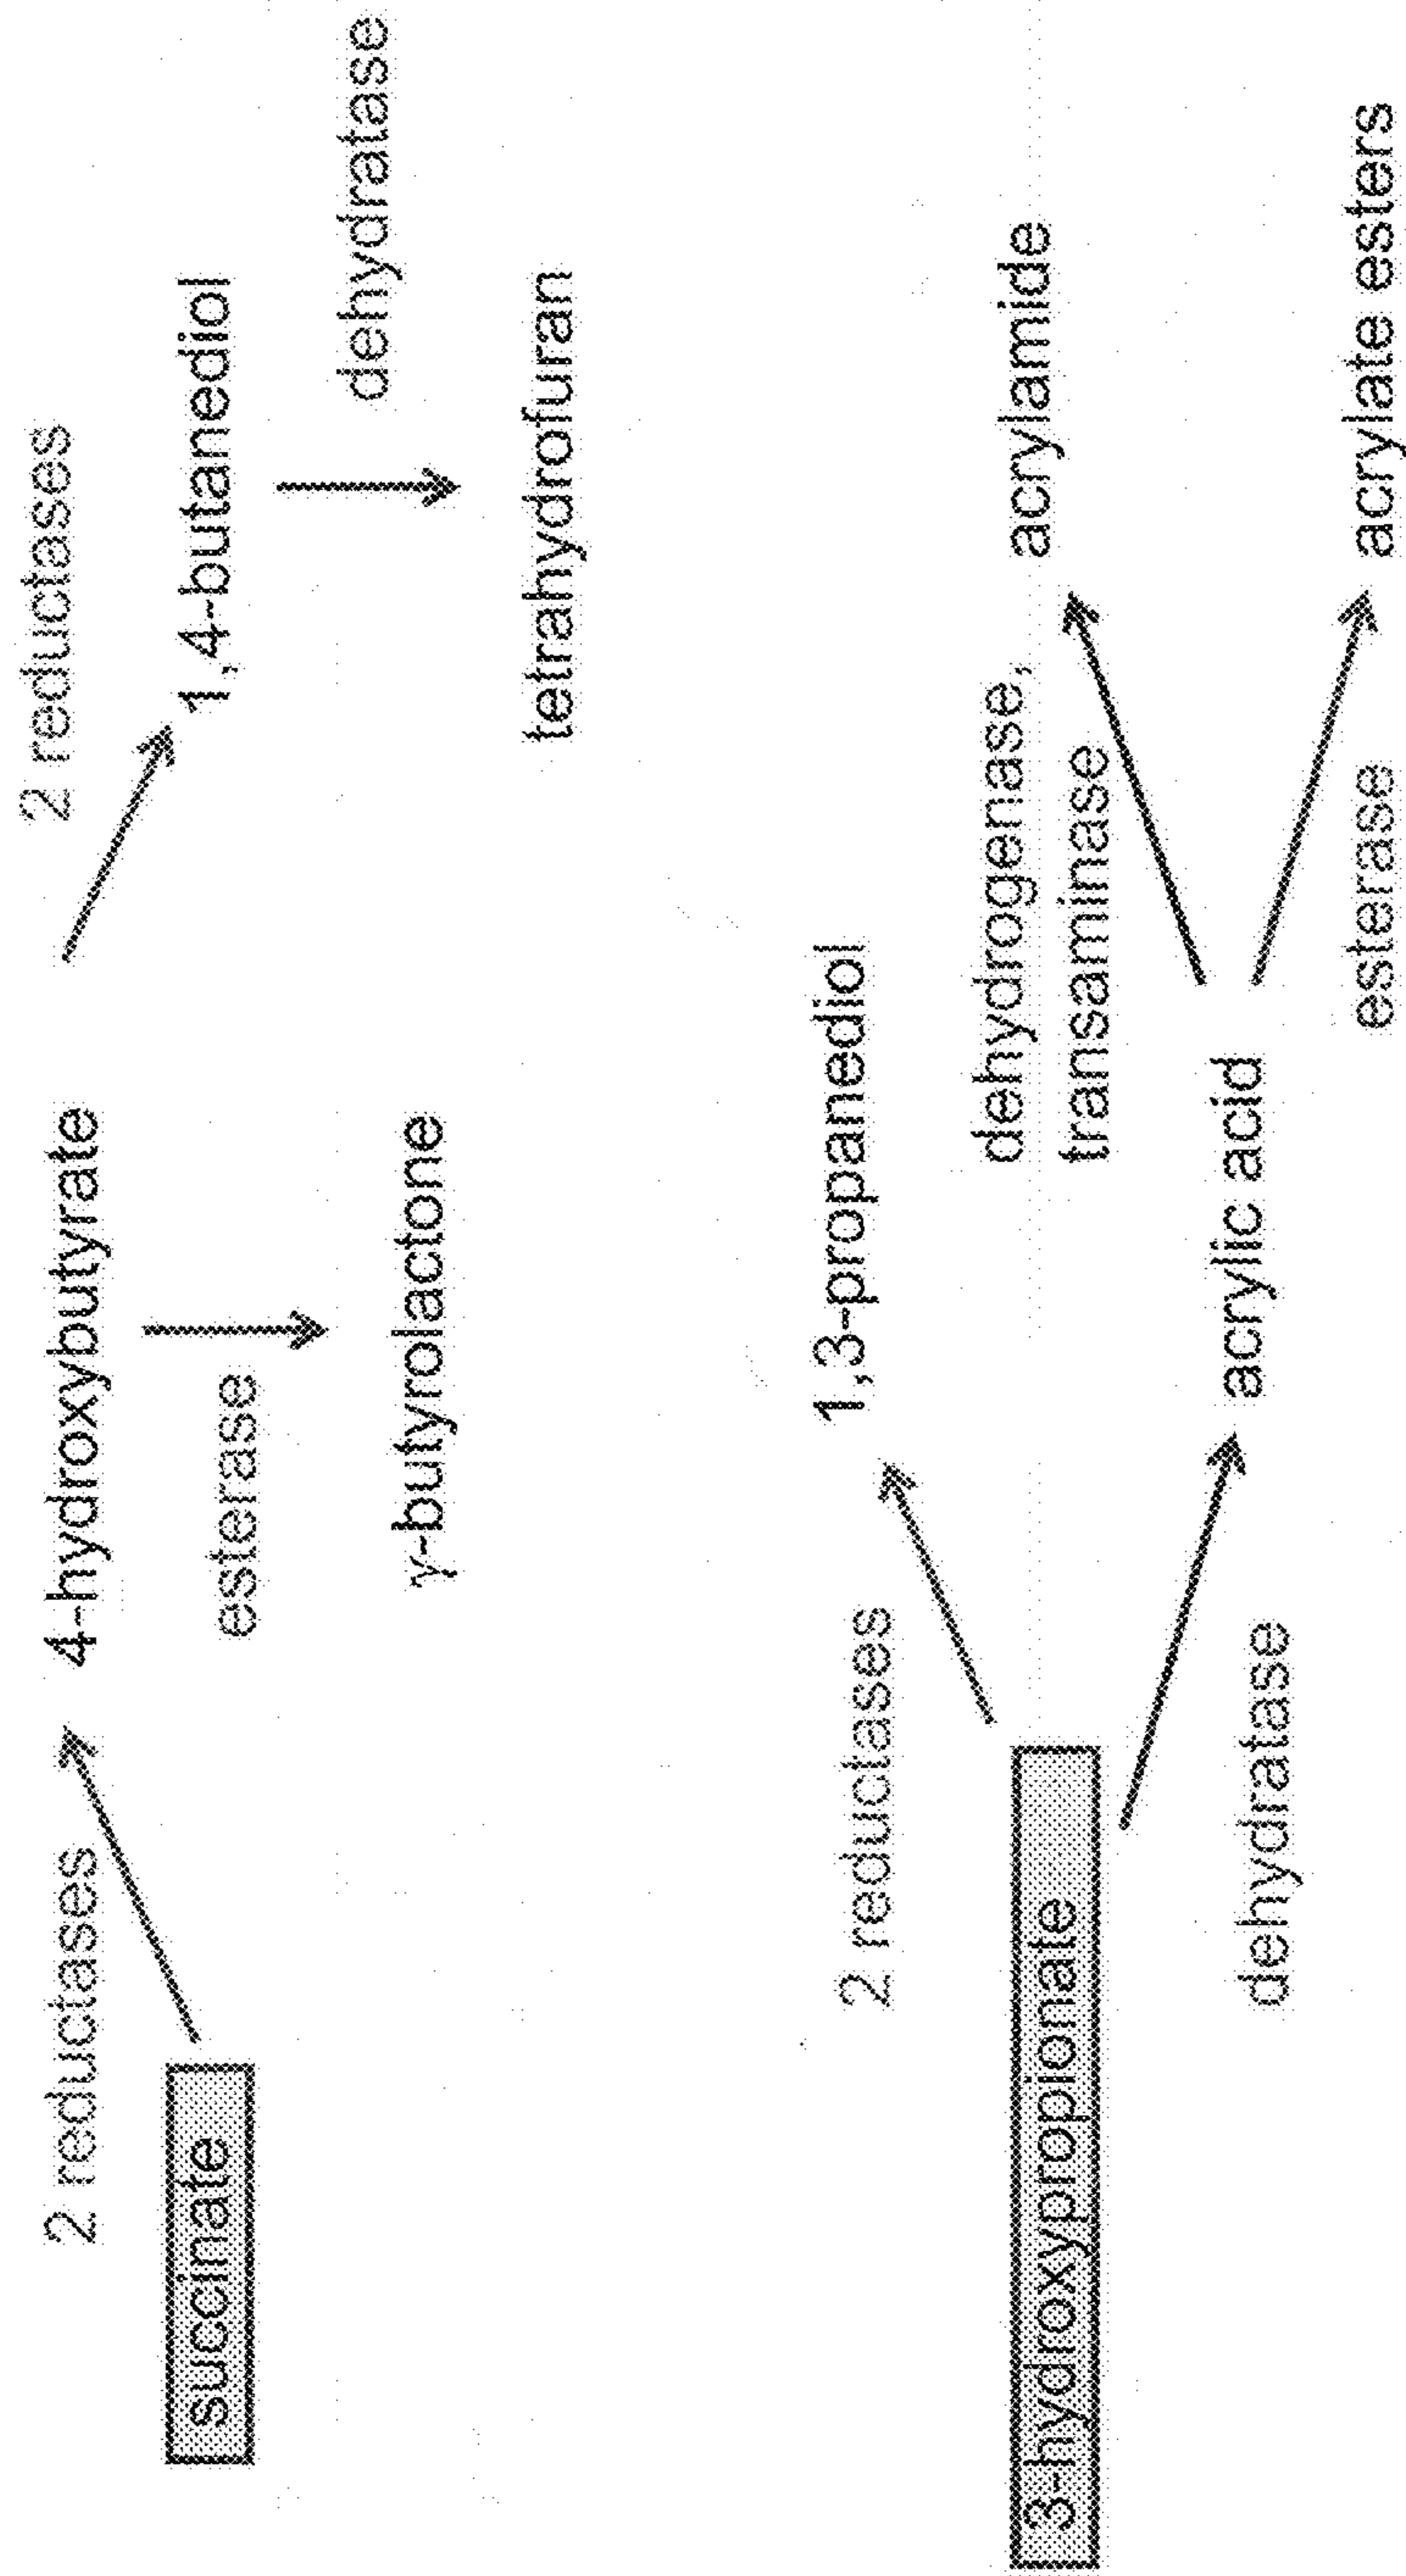 2 reductases
4-hydroxybutyrate
2 reductases
succinate
1,4-butanediol
esterase
dehydratase
γ-butyrolactone
tetrahydrofuran
2 reductases
1,3-propanediol
dehydrogenase,
transaminase
acrylamide
3-hydroxypropionate
dehydratase
acrylic acid
esterase
acrylate esters